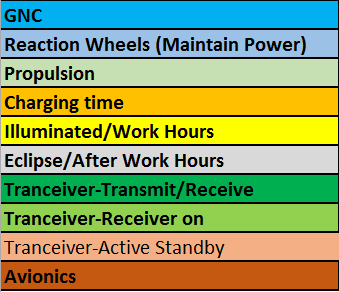 GNC
Reaction Wheels (Maintain Power)
Propulsion
Charging time
Illuminated/Work Hours
Eclipse/After Work Hours
Tranceiver-Transmit/Receive
Tranceiver-Receiver on
Tranceiver-Active Standby
Avionics